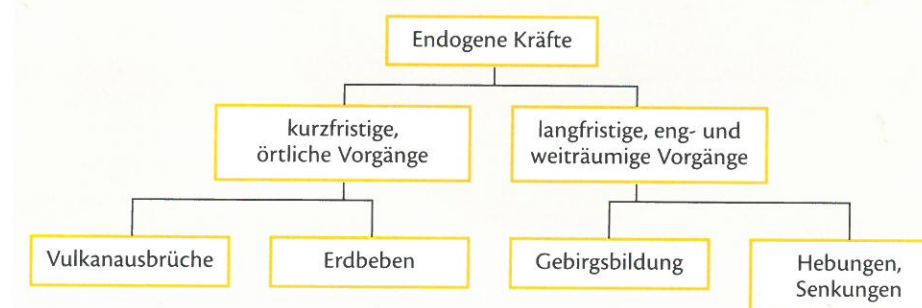 Endogene Kräfte
kurzfristige,
örtliche Vorgänge
langfristige, eng- und
weiträumige Vorgänge
Vulkanausbrüche
Erdbeben
Gebirgsbildung
Hebungen,
Senkungen